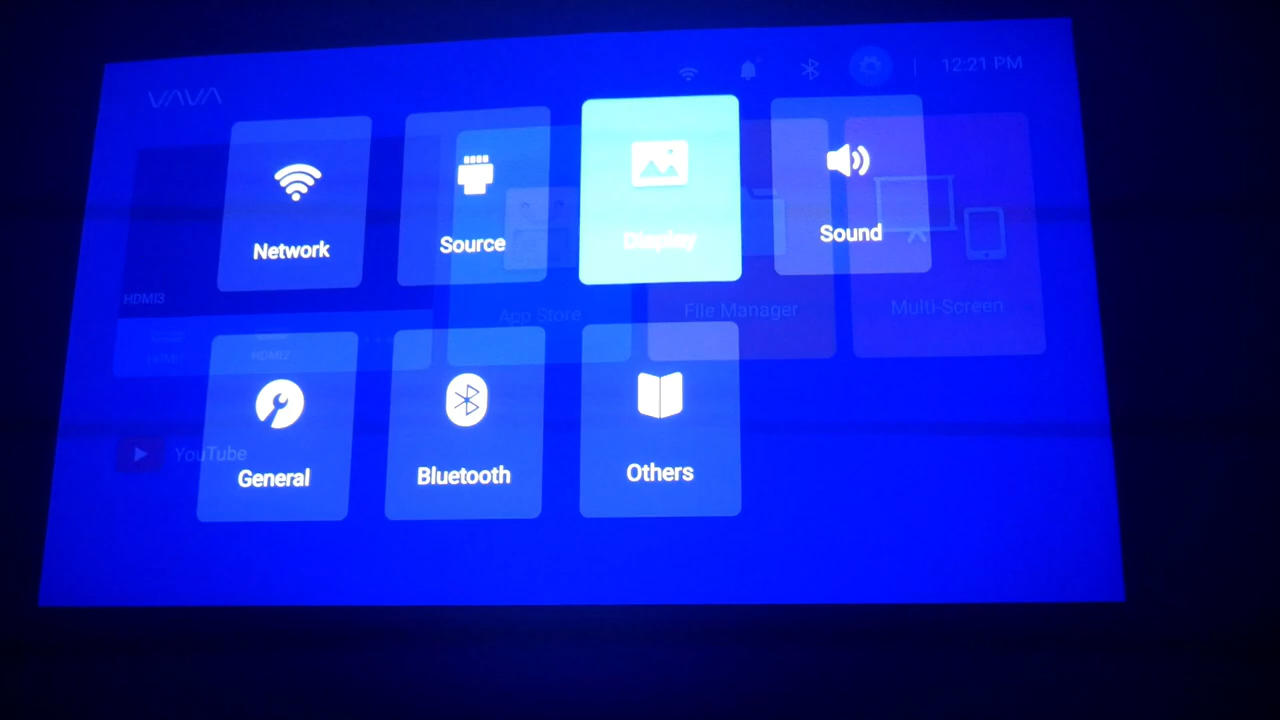 VAVA
12:21 PM
Network
Source
Display
Sound
HDMI3
App Store
File Manager
Multi-Screen
HDMI2
YouTube
General
Bluetooth
Others